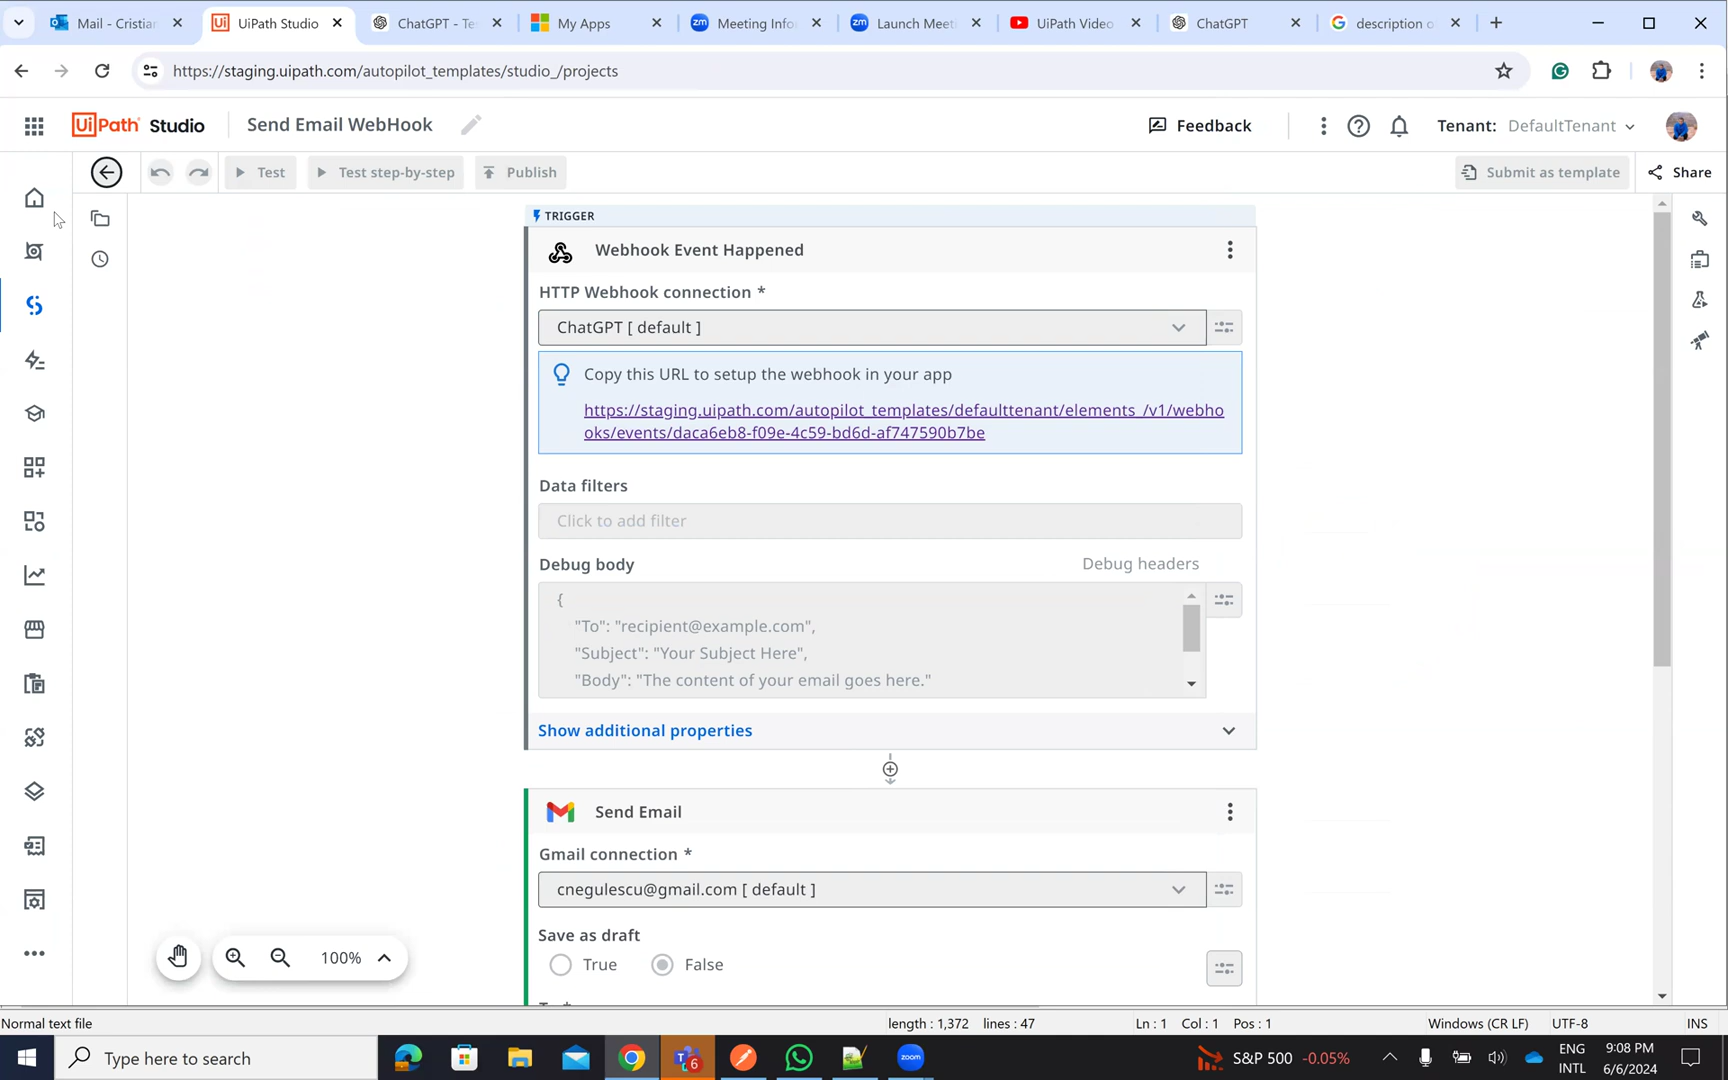 Mail - Cristian
UiPath Studio
ChatGPT - Te
My Apps
Meeting Info
Launch Meeti
UiPath Video
ChatGPT
description o
https://staging.uipath.com/autopilot_templates/studio_/projects
UiPath Studio
Send Email WebHook
Feedback
Tenant: DefaultTenant
Test
Test step-by-step
Publish
Submit as template
Share
TRIGGER
Webhook Event Happened
HTTP Webhook connection *
ChatGPT [ default ]
Copy this URL to setup the webhook in your app
https://staging.uipath.com/autopilot_templates/defaulttenant/elements_/v1/webho
oks/events/daca6eb8-f09e-4c59-bd6d-af747590b7be
Data filters
Click to add filter
Debug body
Debug headers
{
"To": "recipient@example.com",
"Subject": "Your Subject Here",
"Body": "The content of your email goes here."
Show additional properties
Send Email
Gmail connection *
cnegulescu@gmail.com [ default ]
Save as draft
True
False
100%
Normal text file
length : 1,372 lines : 47
Ln : 1 Col : 1 Pos : 1
Windows (CR LF)
UTF-8
INS
Type here to search
6
zoom
S&P 500 -0.05%
ENG
INTL
9:08 PM
6/6/2024